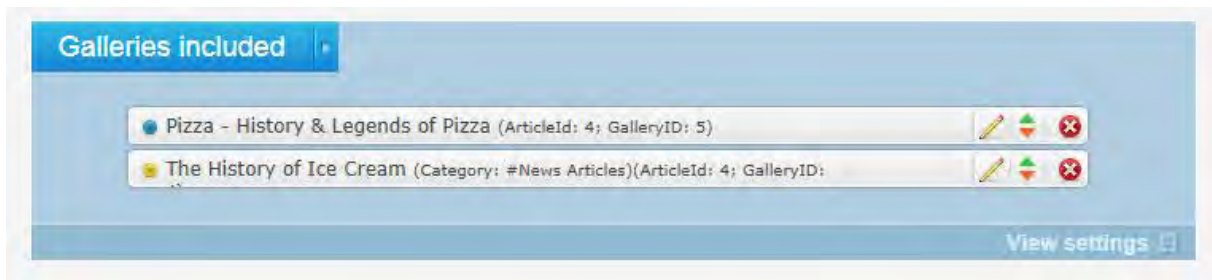 Galleries included
Pizza - History & Legends of Pizza (ArticleId: 4; GalleryID: 5)
The History of Ice Cream (Category: #News Articles)(ArticleId: 4; GalleryID:
View settings